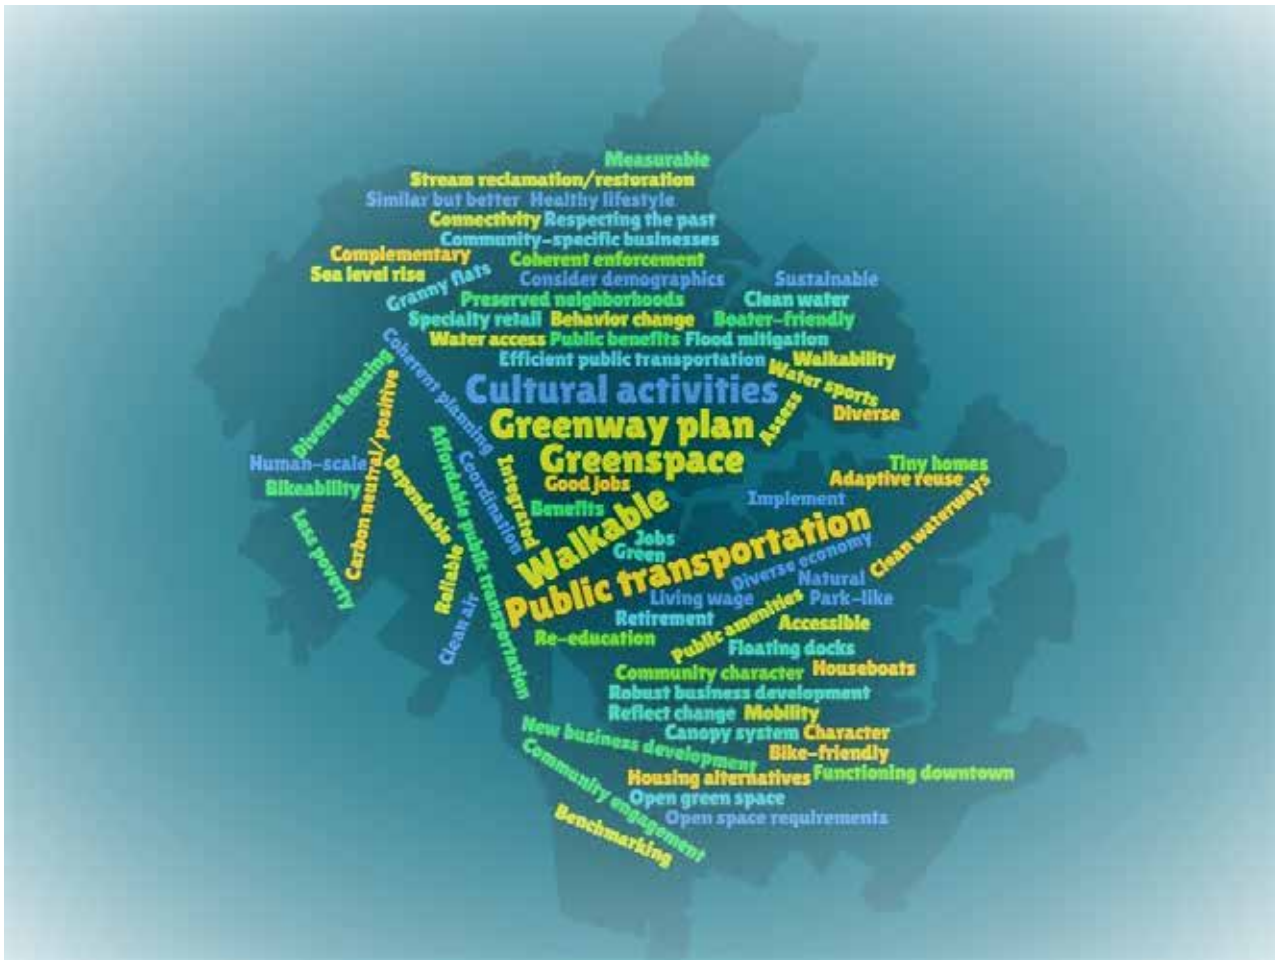 Measurable
Stream reclamation/restoration
Similar but better
Healthy lifestyle
Connectivity
Respecting the past
Community-specific businesses
Complementary
Coherent enforcement
Sea level rise
Granny flats
Consider demographics
Sustainable
Preserved neighborhoods
Clean water
Specialty retail
Behavior change
Boater-friendly
Water access
Public benefits
Flood mitigation
Efficient public transportation
Walkability
Coherent planning
Diverse housing
Carbon neutral/positive
Cultural activities
Water sports
Assess
Diverse
Greenway plan
Greenspace
Human-scale
Bikeability
Dependable
Affordable public transportation
Coordination
Integrated
Good jobs
Tiny homes
Adaptive reuse
Implement
Clean waterways
Benefits
Walkable
Less poverty
Reliable
Clean air
Jobs
Green
Public transportation
Diverse economy
Natural
Living wage
Park-like
Retirement
Public amenities
Accessible
Re-education
Floating docks
Community character
Houseboats
Robust business development
Reflect change
Mobility
New business development
Canopy system
Character
Bike-friendly
Community engagement
Housing alternatives
Functioning downtown
Open green space
Open space requirements
Benchmarking